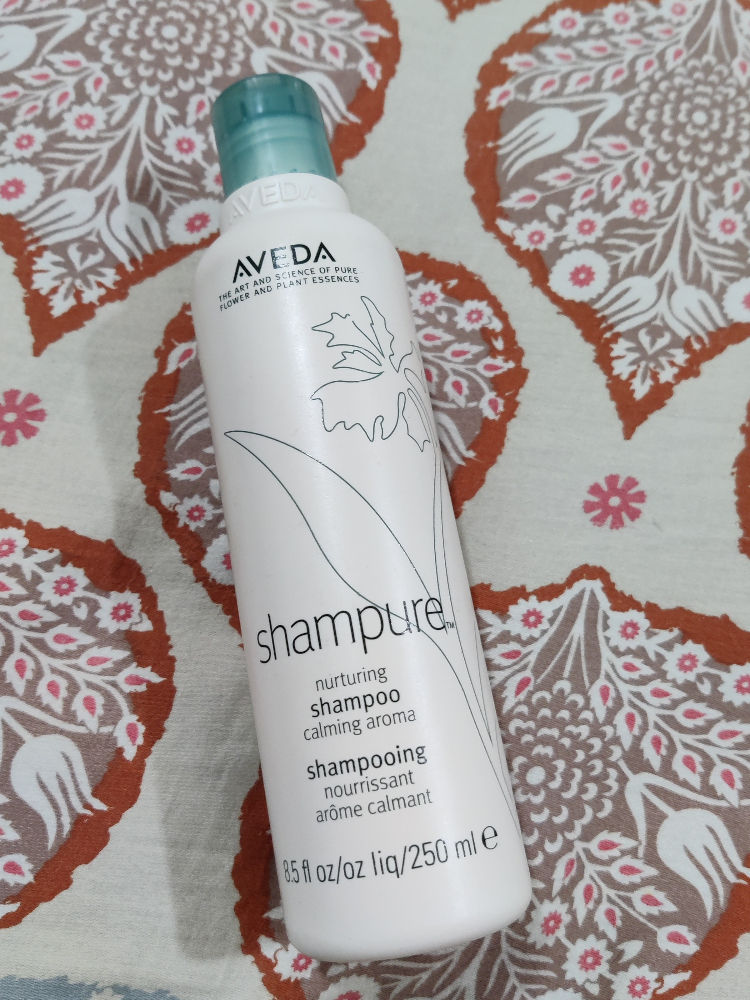 AVEDA
AVEDA
THE ART AND SCIENCE OF PURE
FLOWER AND PLANT ESSENCES
shampure™
nurturing
shampoo
calming aroma
shampooing
nourrissant
arôme calmant
8.5 fl oz/oz liq/250 ml e